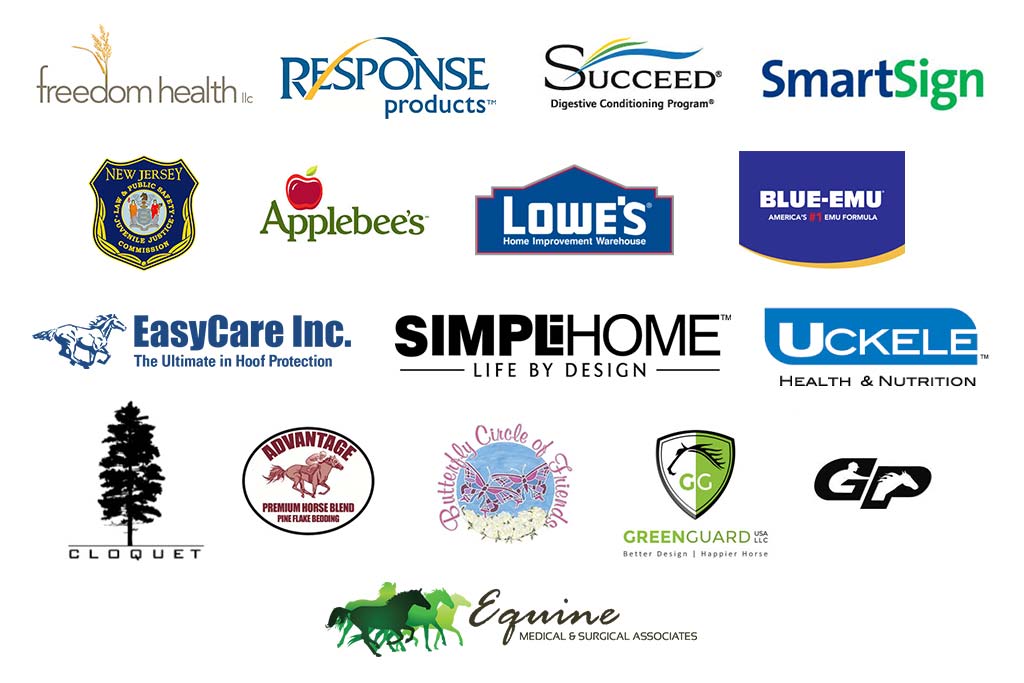 freedom health llc
RESPONSE
products™
SUCCEED®
Digestive Conditioning Program®
SmartSign
NEW JERSEY
LAW & PUBLIC SAFETY
JUVENILE JUSTICE
COMMISSION
Applebee's™
LOWE'S®
Home Improvement Warehouse
BLUE-EMU
AMERICA'S #1 EMU FORMULA
EasyCare Inc.
The Ultimate in Hoof Protection
SIMPLiHOME™
LIFE BY DESIGN
UCKELE™
HEALTH & NUTRITION
CLOQUET
ADVANTAGE
PREMIUM HORSE BLEND
PINE FLAKE BEDDING
Butterfly Circle of Friends
GG
GREENGUARD USA LLC
Better Design | Happier Horse
GP
Equine
MEDICAL & SURGICAL ASSOCIATES